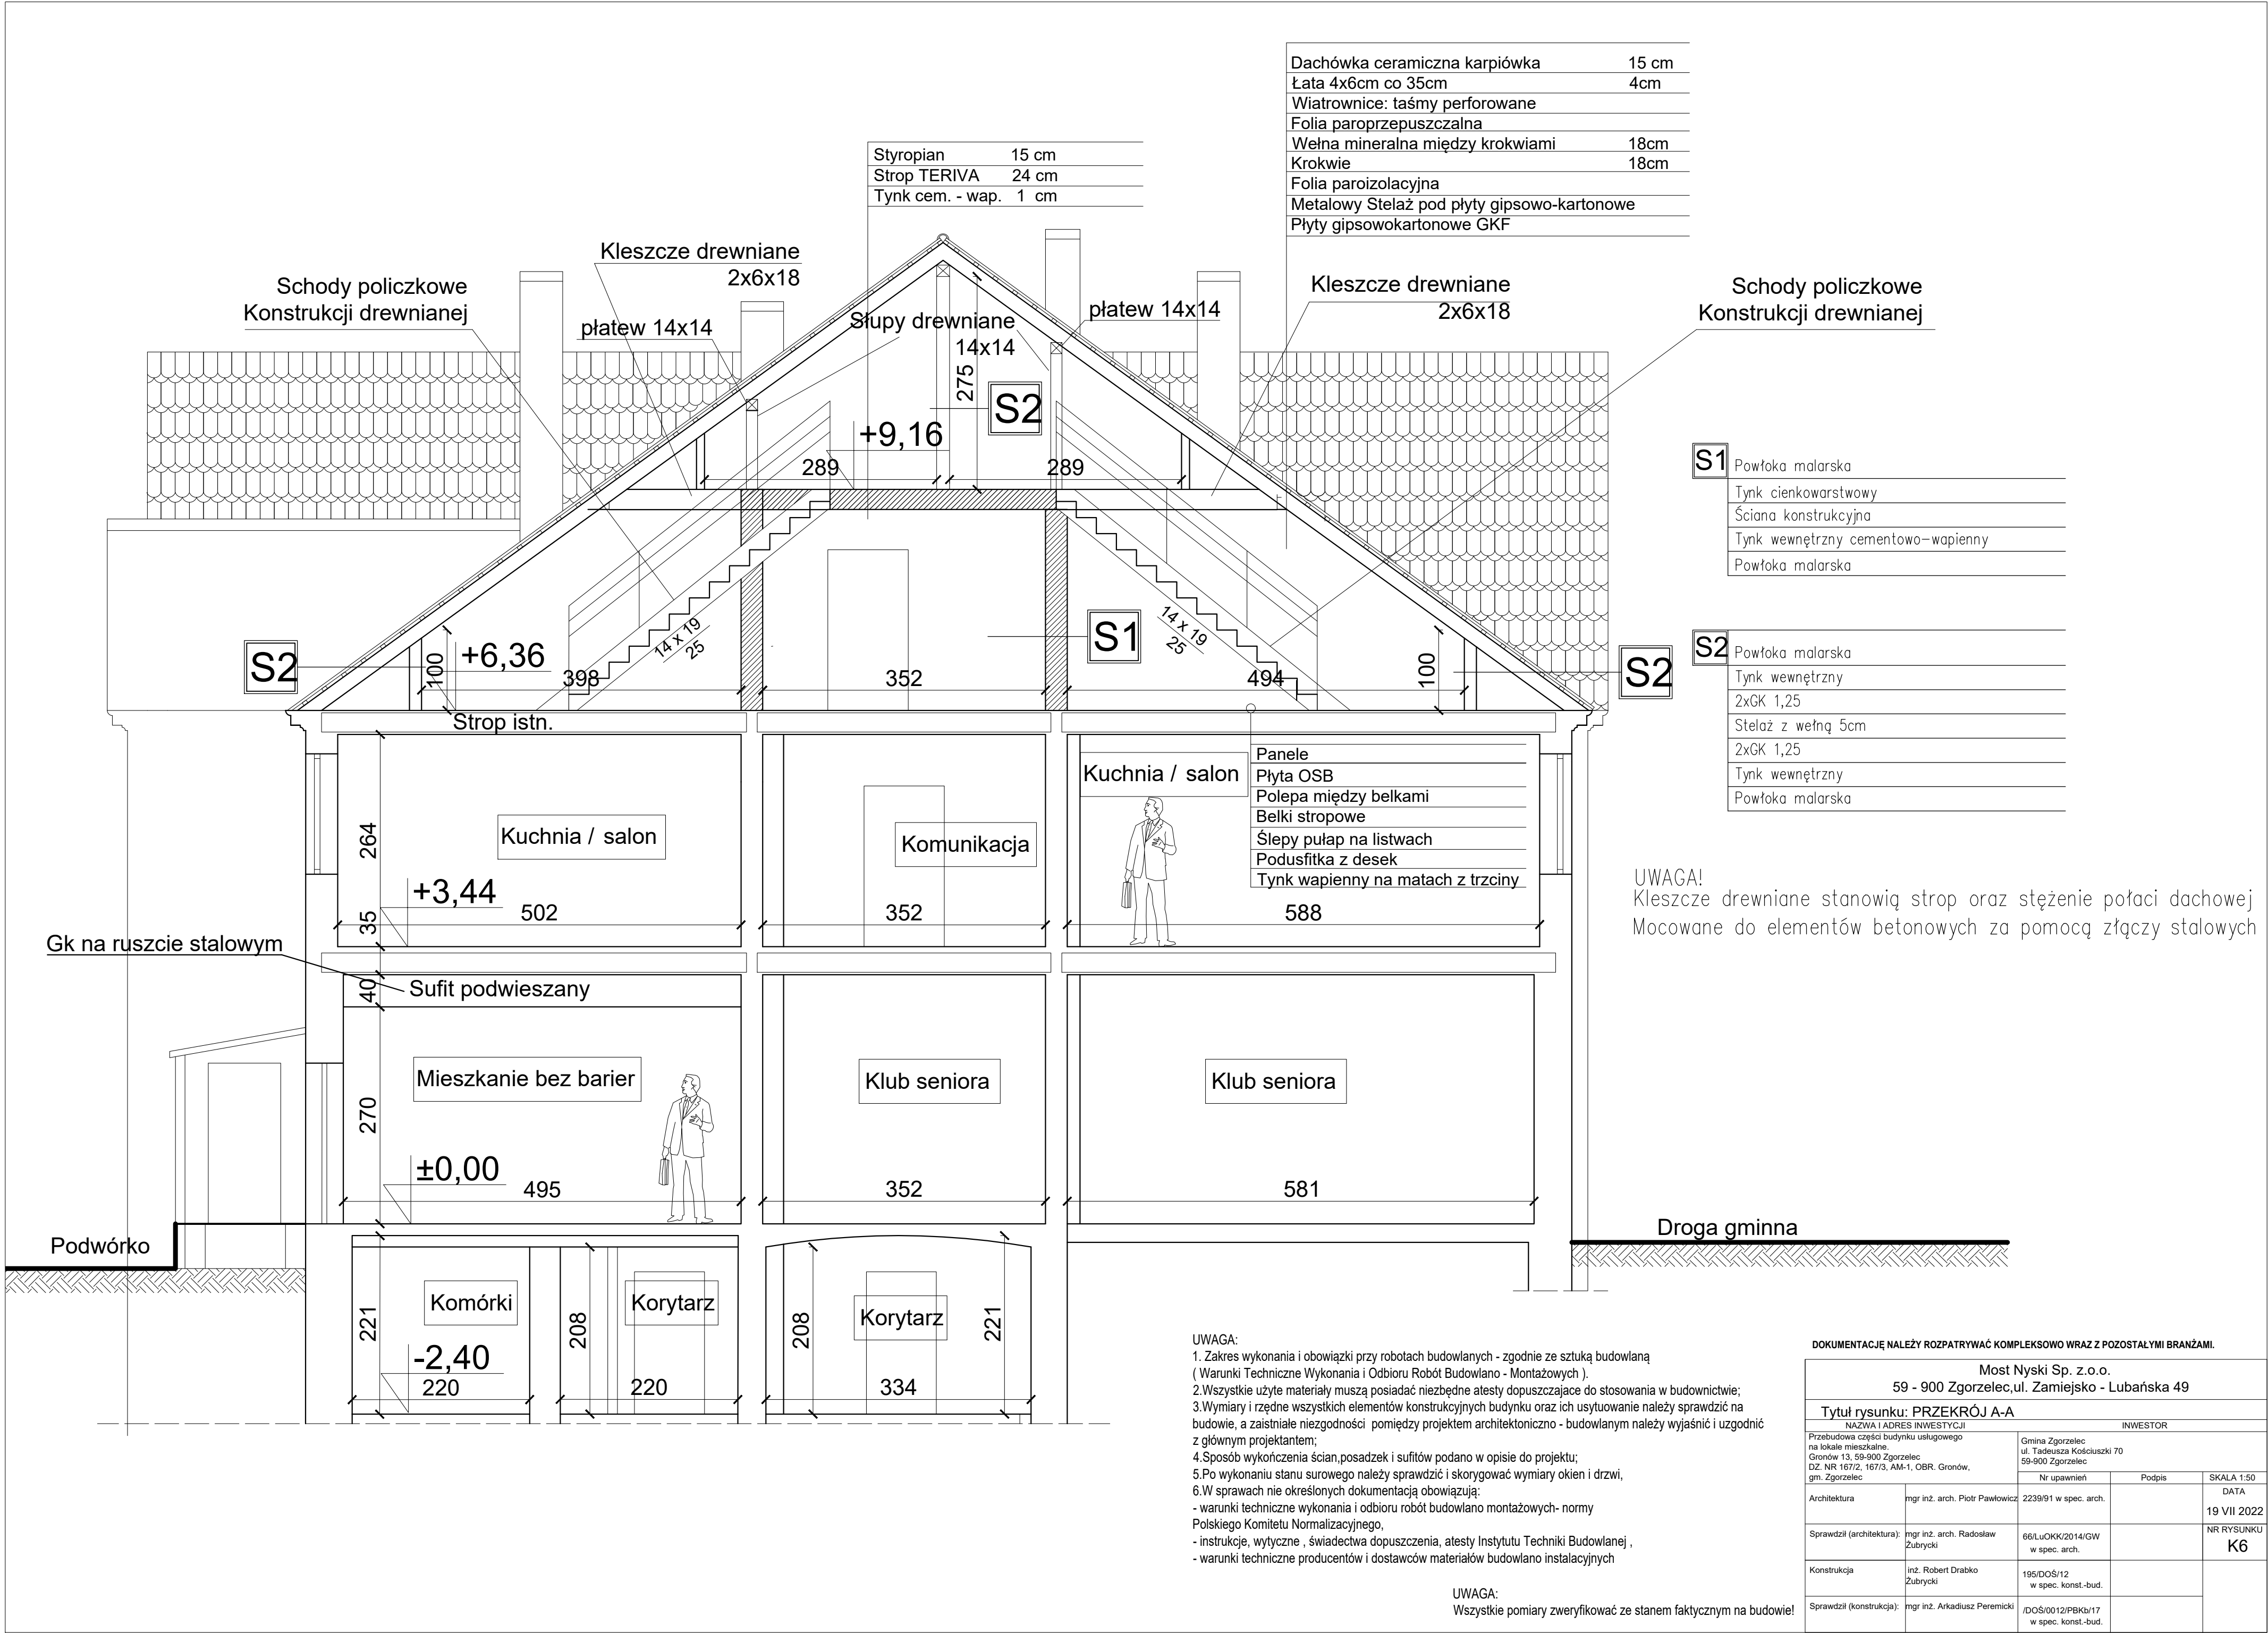 Dachówka ceramiczna karpiówka 15 cm
Łata 4x6cm co 35cm 4cm
Wiatrownice: taśmy perforowane
Folia paroprzepuszczalna
Wełna mineralna między krokwiami 18cm
Krokwie 18cm
Folia paroizolacyjna
Metalowy Stelaż pod płyty gipsowo-kartonowe
Płyty gipsowokartonowe GKF
Styropian 15 cm
Strop TERIVA 24 cm
Tynk cem. - wap. 1 cm
Kleszcze drewniane
2x6x18
Schody policzkowe
Konstrukcji drewnianej
płatew 14x14
Słupy drewniane
14x14
płatew 14x14
Kleszcze drewniane
2x6x18
Schody policzkowe
Konstrukcji drewnianej
275
S2
+9,16
289
289
S1
Powłoka malarska
Tynk cienkowarstwowy
Ściana konstrukcyjna
Tynk wewnętrzny cementowo-wapienny
Powłoka malarska
S2
Powłoka malarska
Tynk wewnętrzny
2xGK 1,25
Stelaż z wełną 5cm
2xGK 1,25
Tynk wewnętrzny
Powłoka malarska
S2
100
+6,36
398
14 x 19
25
352
S1
14 x 19
25
494
100
S2
Strop istn.
264
Kuchnia / salon
Komunikacja
Kuchnia / salon
Panele
Płyta OSB
Polepa między belkami
Belki stropowe
Ślepy pułap na listwach
Podusfitka z desek
Tynk wapienny na matach z trzciny
+3,44
502
352
588
35
UWAGA!
Kleszcze drewniane stanowią strop oraz stężenie połaci dachowej
Mocowane do elementów betonowych za pomocą złączy stalowych
Gk na ruszcie stalowym
40
Sufit podwieszany
Mieszkanie bez barier
Klub seniora
Klub seniora
270
±0,00
495
352
581
Podwórko
Droga gminna
221
Komórki
208
Korytarz
208
Korytarz
221
-2,40
220
220
334
UWAGA:
1. Zakres wykonania i obowiązki przy robotach budowlanych - zgodnie ze sztuką budowlaną
( Warunki Techniczne Wykonania i Odbioru Robót Budowlano - Montażowych ).
2.Wszystkie użyte materiały muszą posiadać niezbędne atesty dopuszczajace do stosowania w budownictwie;
3.Wymiary i rzędne wszystkich elementów konstrukcyjnych budynku oraz ich usytuowanie należy sprawdzić na
budowie, a zaistniałe niezgodności pomiędzy projektem architektoniczno - budowlanym należy wyjaśnić i uzgodnić
z głównym projektantem;
4.Sposób wykończenia ścian,posadzek i sufitów podano w opisie do projektu;
5.Po wykonaniu stanu surowego należy sprawdzić i skorygować wymiary okien i drzwi,
6.W sprawach nie określonych dokumentacją obowiązują:
- warunki techniczne wykonania i odbioru robót budowlano montażowych- normy
Polskiego Komitetu Normalizacyjnego,
- instrukcje, wytyczne , świadectwa dopuszczenia, atesty Instytutu Techniki Budowlanej ,
- warunki techniczne producentów i dostawców materiałów budowlano instalacyjnych
UWAGA:
Wszystkie pomiary zweryfikować ze stanem faktycznym na budowie!
DOKUMENTACJĘ NALEŻY ROZPATRYWAĆ KOMPLEKSOWO WRAZ Z POZOSTAŁYMI BRANŻAMI.
Most Nyski Sp. z.o.o.
59 - 900 Zgorzelec,ul. Zamiejsko - Lubańska 49
Tytuł rysunku: PRZEKRÓJ A-A
NAZWA I ADRES INWESTYCJI INWESTOR
Przebudowa części budynku usługowego
na lokale mieszkalne.
Gronów 13, 59-900 Zgorzelec
DZ. NR 167/2, 167/3, AM-1, OBR. Gronów,
gm. Zgorzelec
Gmina Zgorzelec
ul. Tadeusza Kościuszki 70
59-900 Zgorzelec
Nr upawnień Podpis SKALA 1:50
Architektura mgr inż. arch. Piotr Pawłowicz 2239/91 w spec. arch.
DATA
19 VII 2022
Sprawdził (architektura): mgr inż. arch. Radosław
Żubrycki
66/LuOKK/2014/GW
w spec. arch.
NR RYSUNKU
K6
Konstrukcja inż. Robert Drabko
Żubrycki
195/DOŚ/12
w spec. konst.-bud.
Sprawdził (konstrukcja): mgr inż. Arkadiusz Peremicki
/DOŚ/0012/PBKb/17
w spec. konst.-bud.